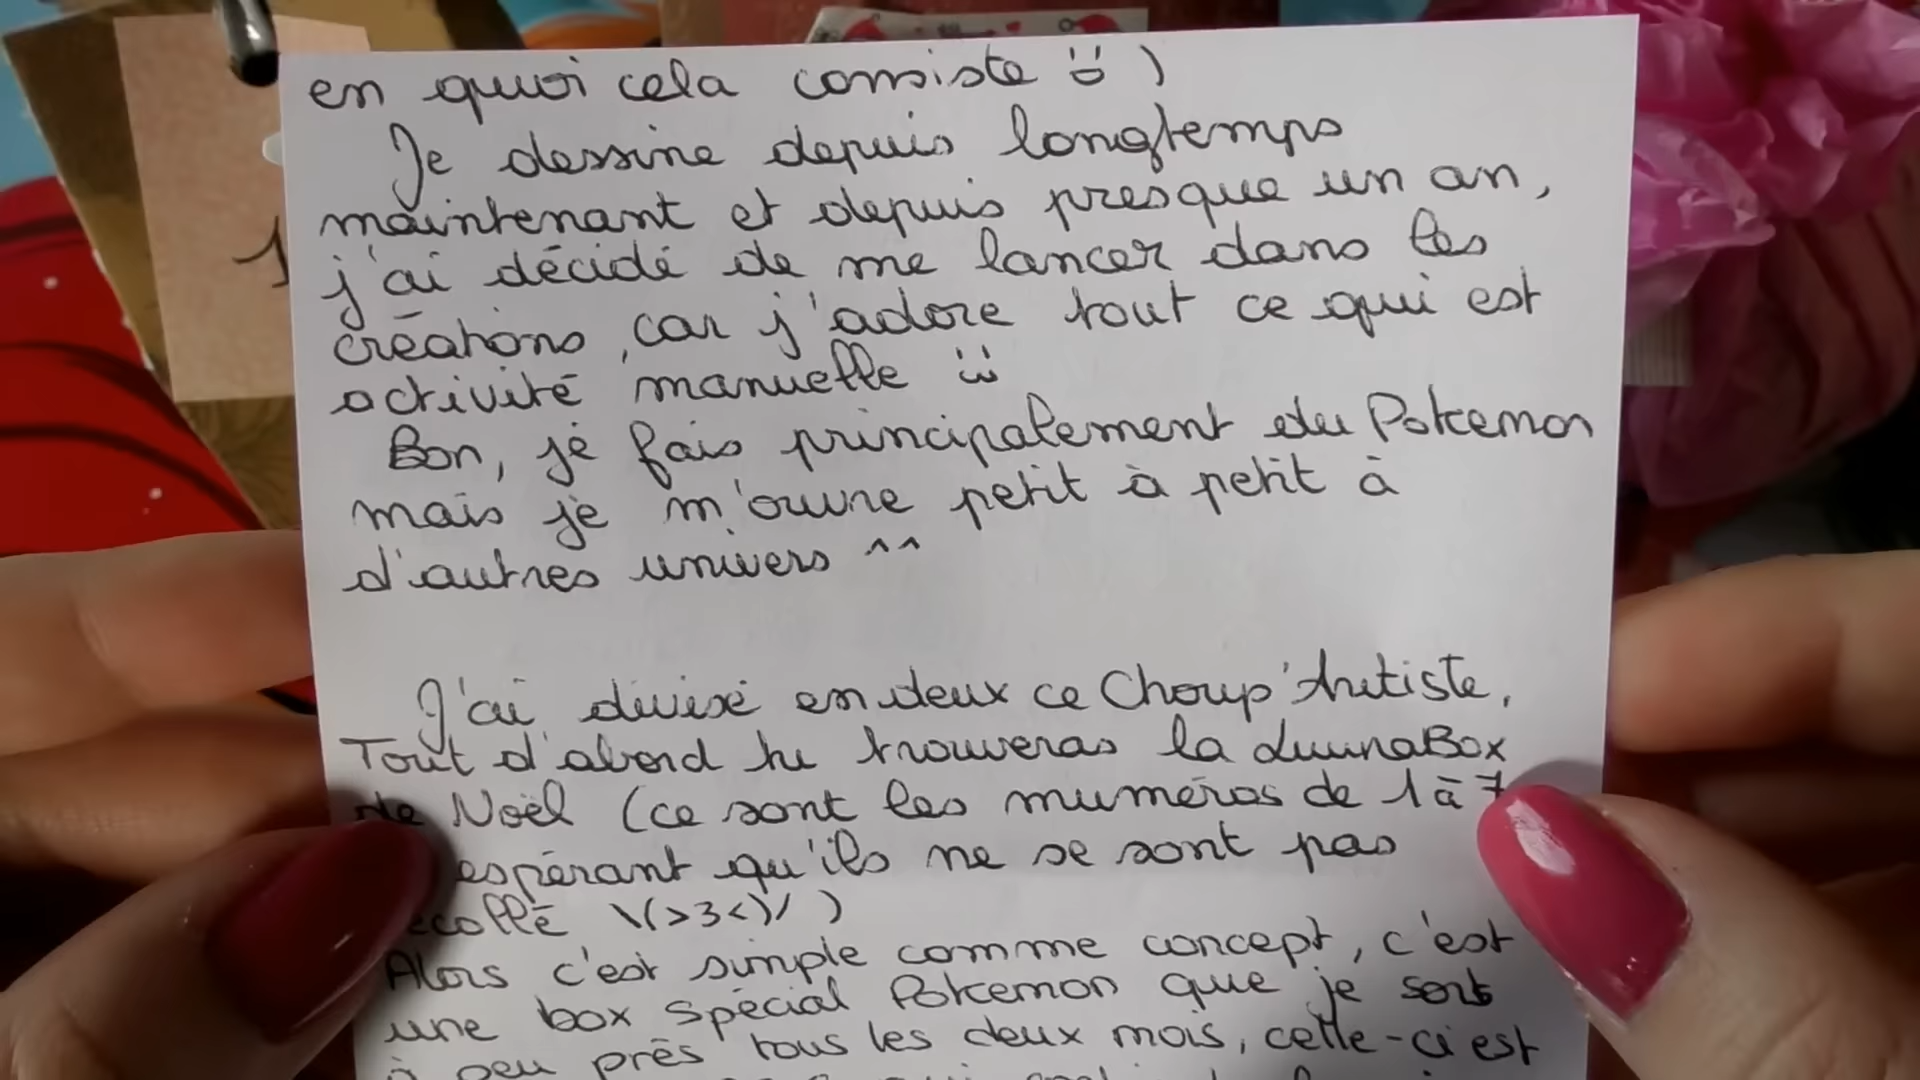 en quoi cela consiste )
Je dessine depuis longtemps
maintenant et depuis presque un an,
j'ai décidé de me lancer dans les
créations, car j'adore tout ce qui est
activité manuelle
Bon, je fais principalement du Pokemon
mais je m'ouvre petit à petit à
d'autres univers ^^
J'ai divisé en deux ce Choup'Autiste,
Tout d'abord tu trouveras la LuunaBox
de Noël (ce sont les numéros de 1 à 7
espérant qu'ils ne se sont pas
écollé \(>3<)/ )
Alors c'est simple comme concept, c'est
une box spécial Pokemon que je sors
à peu près tous les deux mois, celle-ci est
1